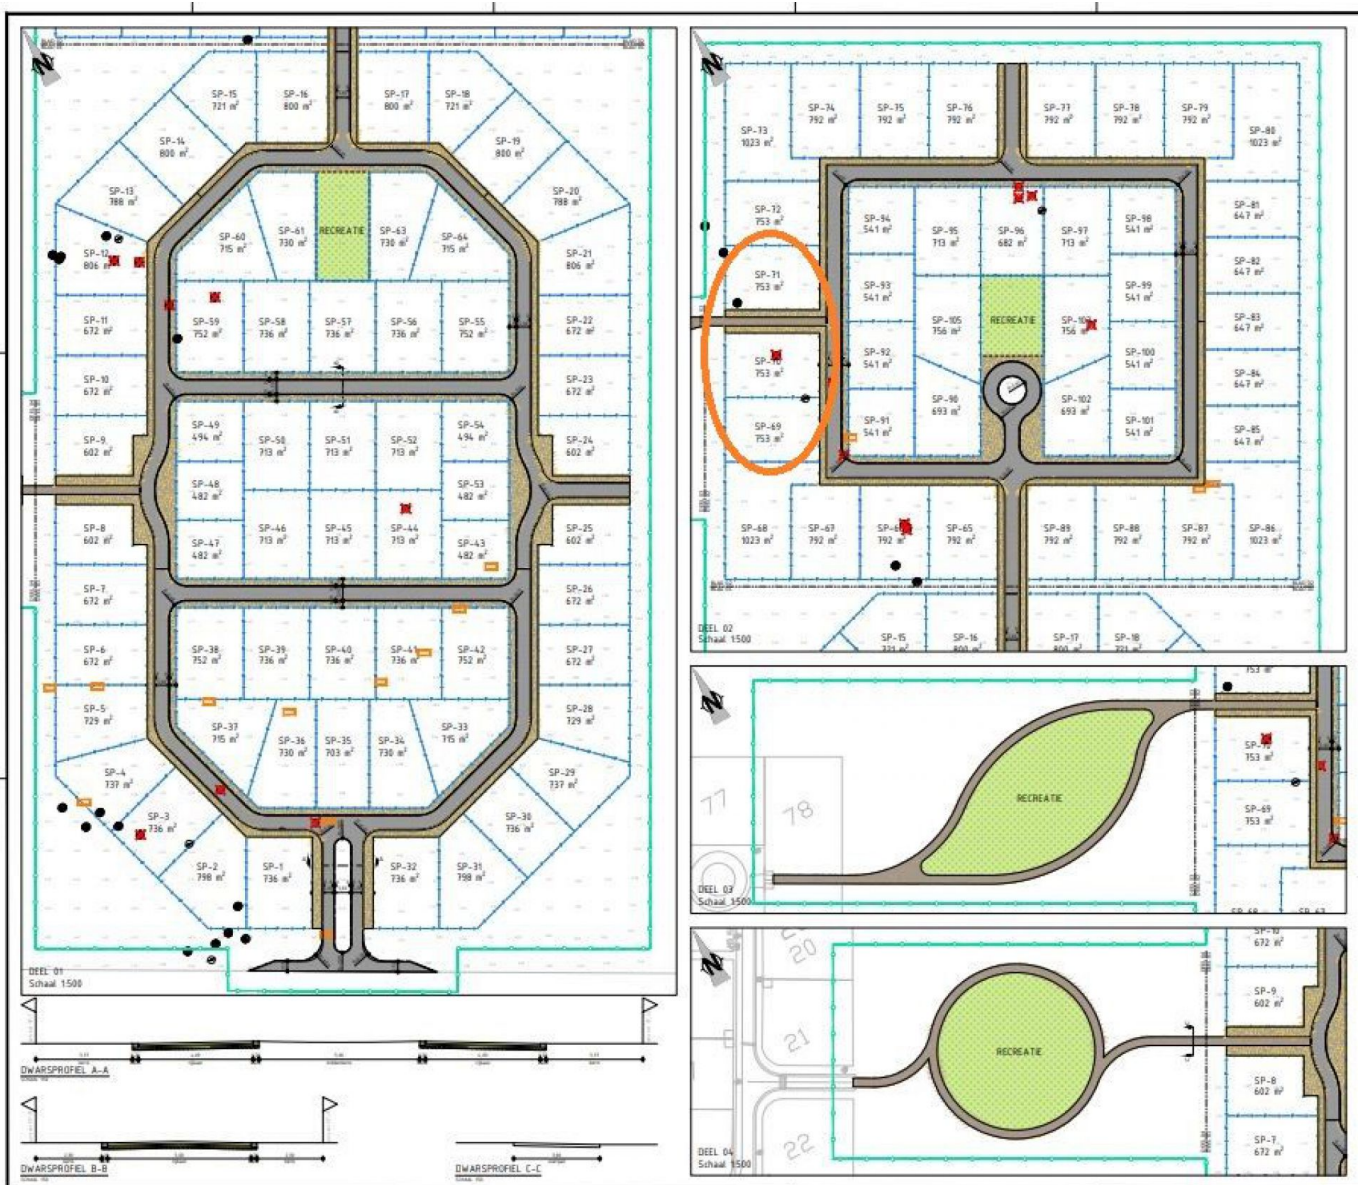 SP-15
721 m²
SP-16
800 m²
SP-17
800 m²
SP-18
721 m²
SP-14
800 m²
SP-19
800 m²
SP-13
788 m²
SP-20
788 m²
SP-60
715 m²
SP-61
730 m²
RECREATIE
SP-63
730 m²
SP-64
715 m²
SP-12
806 m²
SP-21
806 m²
SP-11
672 m²
SP-59
752 m²
SP-58
736 m²
SP-57
736 m²
SP-56
736 m²
SP-55
752 m²
SP-22
672 m²
SP-10
672 m²
SP-23
672 m²
SP-9
602 m²
SP-49
494 m²
SP-50
713 m²
SP-51
713 m²
SP-52
713 m²
SP-54
494 m²
SP-24
602 m²
SP-48
482 m²
SP-53
482 m²
SP-8
602 m²
SP-47
482 m²
SP-46
713 m²
SP-45
713 m²
SP-44
713 m²
SP-43
482 m²
SP-25
602 m²
SP-7
672 m²
SP-26
672 m²
SP-6
672 m²
SP-38
752 m²
SP-39
736 m²
SP-40
736 m²
SP-41
736 m²
SP-42
752 m²
SP-27
672 m²
SP-5
729 m²
SP-28
729 m²
SP-37
715 m²
SP-36
730 m²
SP-35
703 m²
SP-34
730 m²
SP-33
715 m²
SP-4
737 m²
SP-29
737 m²
SP-3
736 m²
SP-30
736 m²
SP-2
798 m²
SP-1
736 m²
SP-32
736 m²
SP-31
798 m²
DEEL 01
Schaal 1:500
DWARSPROFIEL A-A
DWARSPROFIEL B-B
DWARSPROFIEL C-C
SP-73
1023 m²
SP-74
792 m²
SP-75
792 m²
SP-76
792 m²
SP-77
792 m²
SP-78
792 m²
SP-79
792 m²
SP-80
1023 m²
SP-72
753 m²
SP-94
541 m²
SP-95
713 m²
SP-96
682 m²
SP-97
713 m²
SP-98
541 m²
SP-81
647 m²
SP-71
753 m²
SP-93
541 m²
SP-99
541 m²
SP-82
647 m²
SP-105
756 m²
RECREATIE
756 m²
SP-83
647 m²
SP-70
753 m²
SP-92
541 m²
SP-100
541 m²
SP-84
647 m²
SP-69
753 m²
SP-91
541 m²
SP-90
693 m²
SP-102
693 m²
SP-101
541 m²
SP-85
647 m²
SP-68
1023 m²
SP-67
792 m²
792 m²
SP-65
792 m²
SP-89
792 m²
SP-88
792 m²
SP-87
792 m²
SP-86
1023 m²
DEEL 02
Schaal 1:500
SP-15
721 m²
SP-16
800 m²
SP-17
800 m²
SP-18
721 m²
753 m²
77
78
RECREATIE
753 m²
SP-69
753 m²
DEEL 03
Schaal 1:500
SP-68
SP-67
20
21
22
RECREATIE
SP-10
672 m²
SP-9
602 m²
SP-8
602 m²
SP-7
672 m²
DEEL 04
Schaal 1:500